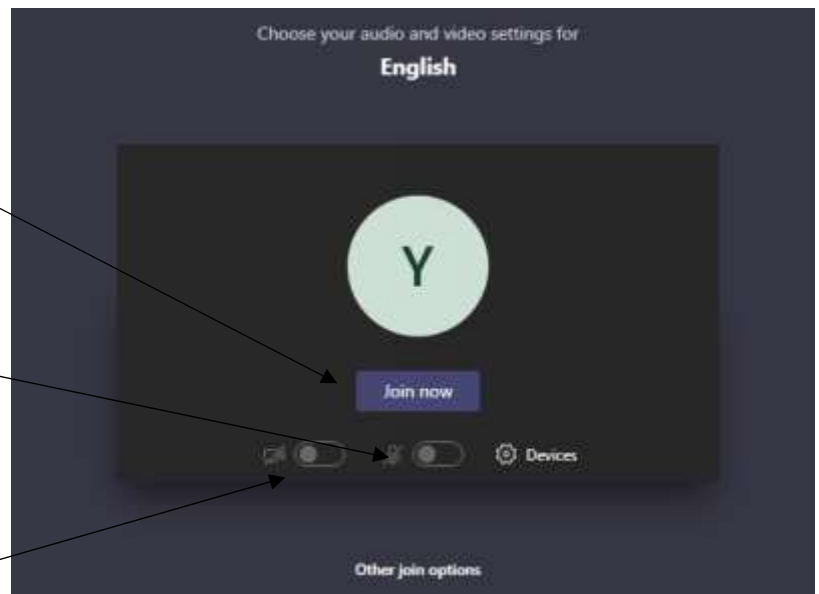 Choose your audio and video settings for
English
Y
Join now
Devices
Other join options